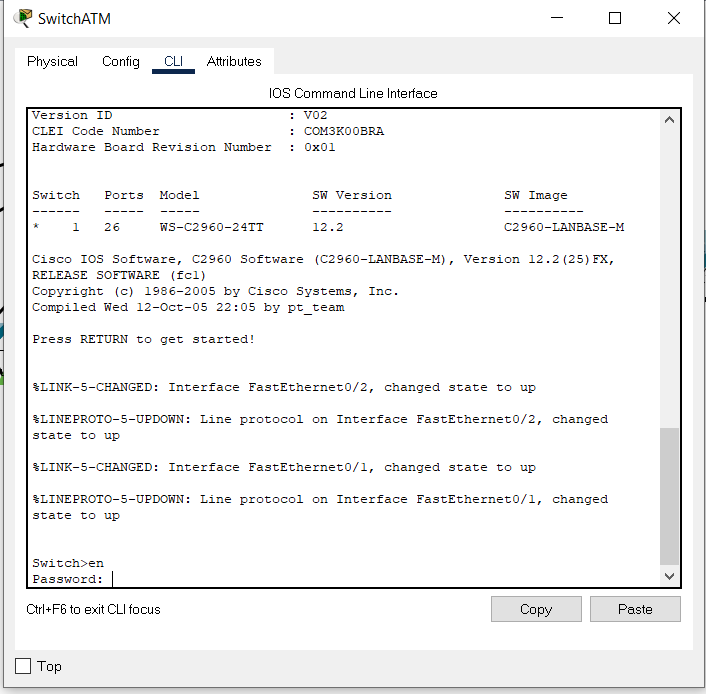 SwitchATM
Physical Config CLI Attributes
IOS Command Line Interface
Version ID : V02
CLEI Code Number : COM3K00BRA
Hardware Board Revision Number : 0x01
Switch Ports Model SW Version SW Image
------ ----- ----- ---------- ----------
* 1 26 WS-C2960-24TT 12.2 C2960-LANBASE-M
Cisco IOS Software, C2960 Software (C2960-LANBASE-M), Version 12.2(25)FX,
RELEASE SOFTWARE (fc1)
Copyright (c) 1986-2005 by Cisco Systems, Inc.
Compiled Wed 12-Oct-05 22:05 by pt_team
Press RETURN to get started!
%LINK-5-CHANGED: Interface FastEthernet0/2, changed state to up
%LINEPROTO-5-UPDOWN: Line protocol on Interface FastEthernet0/2, changed
state to up
%LINK-5-CHANGED: Interface FastEthernet0/1, changed state to up
%LINEPROTO-5-UPDOWN: Line protocol on Interface FastEthernet0/1, changed
state to up
Switch>en
Password:
Ctrl+F6 to exit CLI focus
Copy Paste
Top